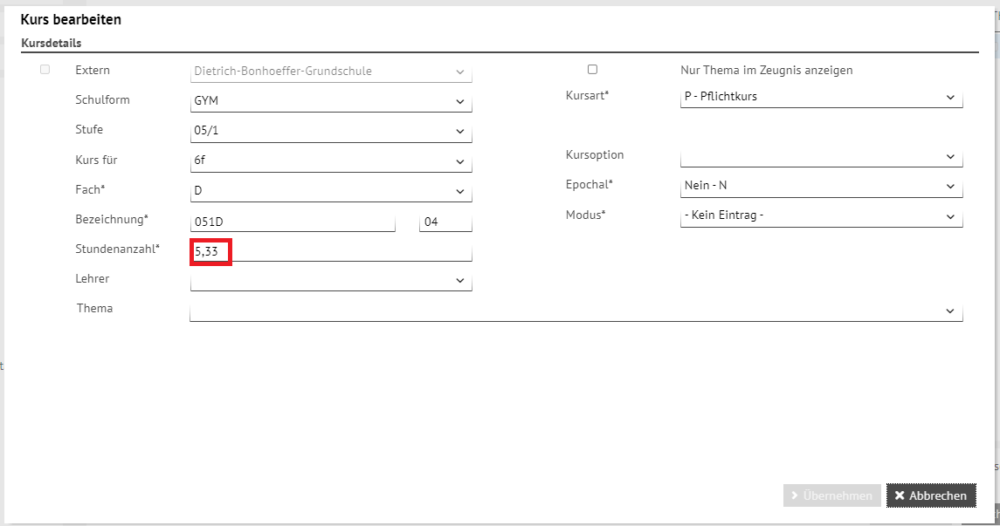 Kurs bearbeiten
Kursdetails
Extern
Dietrich-Bonhoeffer-Grundschule
Nur Thema im Zeugnis anzeigen
Schulform
GYM
Kursart*
P - Pflichtkurs
Stufe
05/1
Kurs für
6f
Kursoption
Fach*
D
Epochal*
Nein - N
Bezeichnung*
051D
04
Modus*
- Kein Eintrag -
Stundenanzahl*
5,33
Lehrer
Thema
Übernehmen
Abbrechen